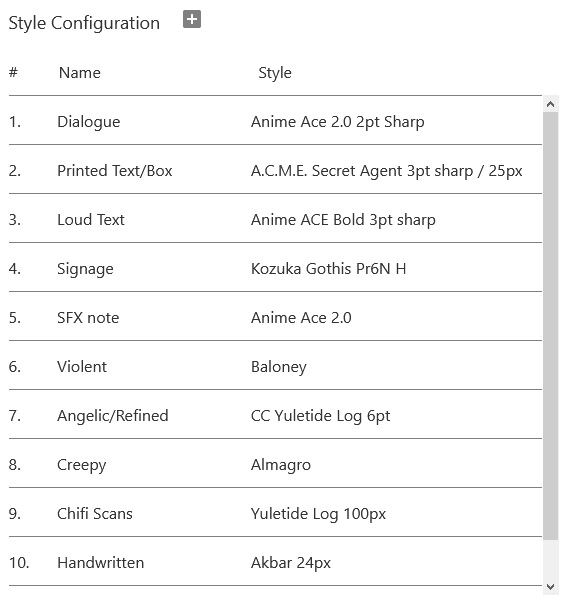 Style Configuration
# Name Style
1. Dialogue Anime Ace 2.0 2pt Sharp
2. Printed Text/Box A.C.M.E. Secret Agent 3pt sharp / 25px
3. Loud Text Anime ACE Bold 3pt sharp
4. Signage Kozuka Gothis Pr6N H
5. SFX note Anime Ace 2.0
6. Violent Baloney
7. Angelic/Refined CC Yuletide Log 6pt
8. Creepy Almagro
9. Chifi Scans Yuletide Log 100px
10. Handwritten Akbar 24px